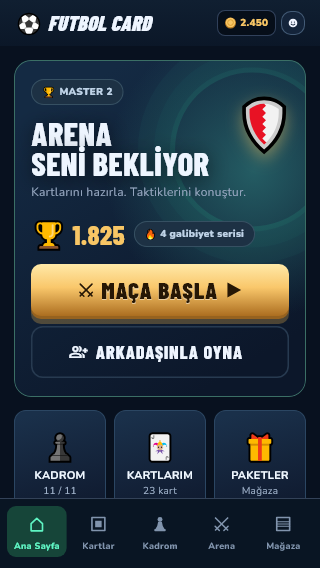 FUTBOL CARD
2.450
MASTER 2
ARENA
SENİ BEKLİYOR
Kartlarını hazırla. Taktiklerini konuştur.
1.825
4 galibiyet serisi
MAÇA BAŞLA
ARKADAŞINLA OYNA
KADROM
11 / 11
KARTLARIM
23 kart
PAKETLER
Mağaza
Ana Sayfa
Kartlar
Kadrom
Arena
Mağaza